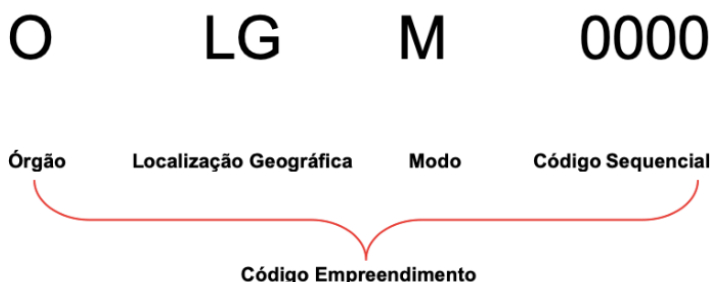 O LG M 0000
Órgão Localização Geográfica Modo Código Sequencial
Código Empreendimento